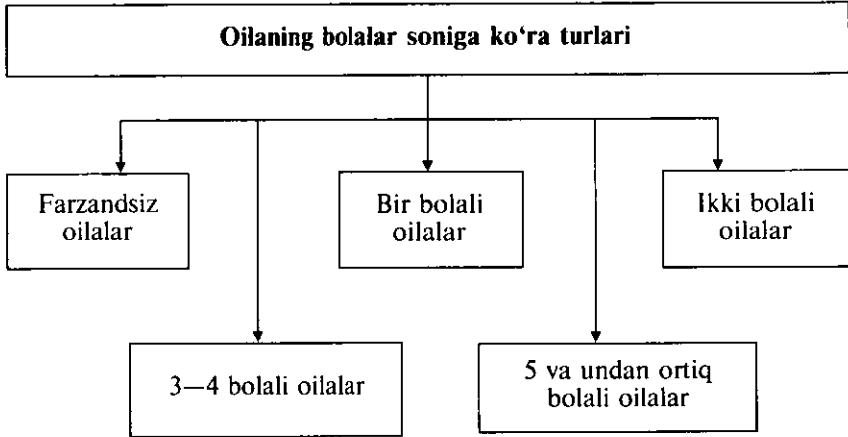 Oilaning bolalar soniga ko‘ra turlari
Farzandsiz
oilalar
Bir bolali
oilalar
Ikki bolali
oilalar
3—4 bolali oilalar
5 va undan ortiq
bolali oilalar